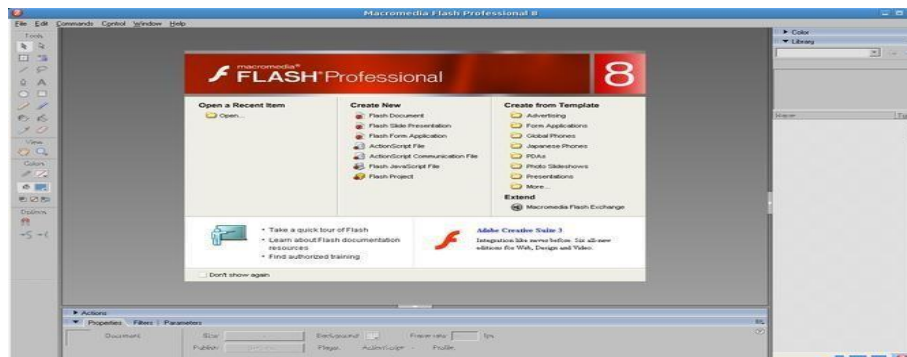 Macromedia Flash Professional 8
File Edit Commands Control Window Help
Tools
View
Colors
Options
Color
Library
macromedia®
FLASH® Professional 8
Open a Recent Item
Open...
Create New
Flash Document
Flash Slide Presentation
Flash Form Application
ActionScript File
ActionScript Communication File
Flash JavaScript File
Flash Project
Create from Template
Advertising
Form Applications
Global Phones
Japanese Phones
PDAs
Photo Slideshows
Presentations
More...
Extend
Macromedia Flash Exchange
• Take a quick tour of Flash
• Learn about Flash documentation
resources
• Find authorized training
Adobe Creative Suite 3
Integration like never before. Six all-new
editions for Web, Design and Video.
Don't show again
Actions
Properties Filters Parameters
Document
Size:
Background:
Frame rate:
fps
Publish:
Player:
ActionScript:
Profile: